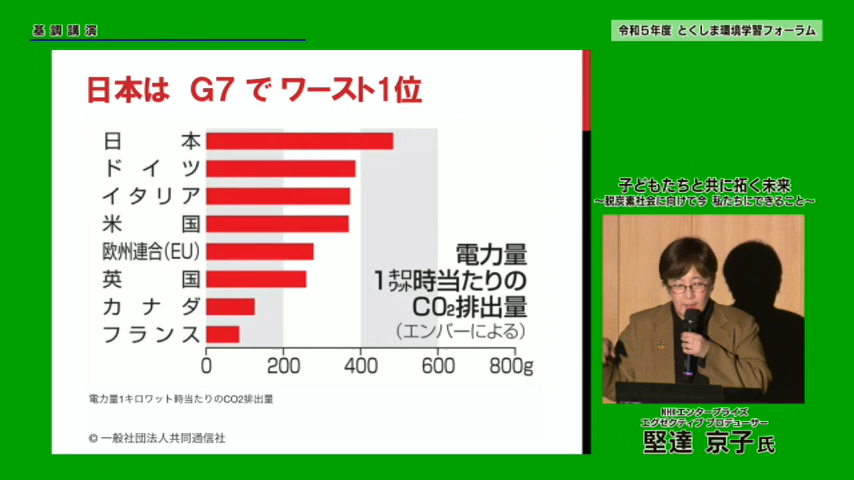 基調講演
令和5年度 とくしま環境学習フォーラム
日本は G7 で ワースト1位
日本
ドイツ
イタリア
米国
欧州連合(EU)
英国
カナダ
フランス
電力量
1キロワット時当たりの
CO2排出量
(エンバーによる)
0 200 400 600 800g
電力量1キロワット時当たりのCO2排出量
© 一般社団法人共同通信社
子どもたちと共に拓く未来
～脱炭素社会に向けて今 私たちにできること～
NHKエンタープライズ
エグゼクティブ プロデューサー
堅達 京子氏